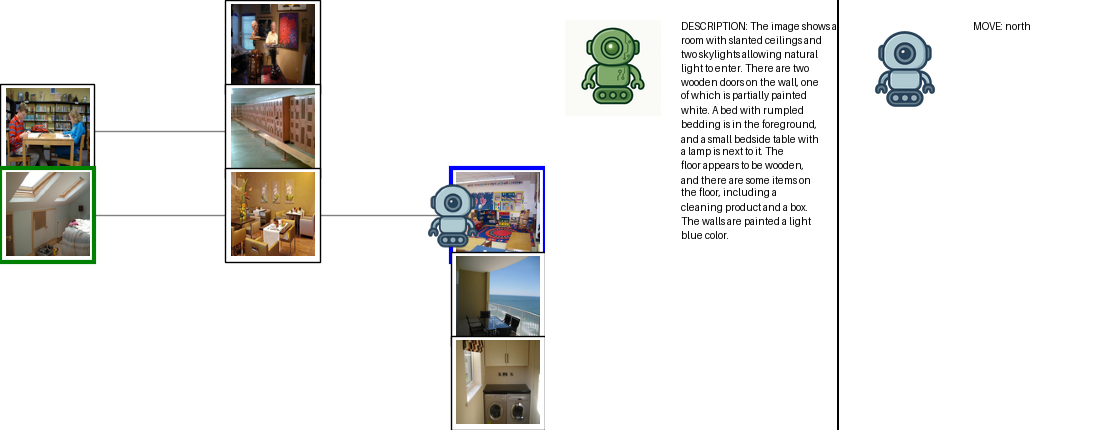 DESCRIPTION: The image shows a
room with slanted ceilings and
two skylights allowing natural
light to enter. There are two
wooden doors on the wall, one
of which is partially painted
white. A bed with rumpled
bedding is in the foreground,
and a small bedside table with
a lamp is next to it. The
floor appears to be wooden,
and there are some items on
the floor, including a
cleaning product and a box.
The walls are painted a light
blue color.
MOVE: north